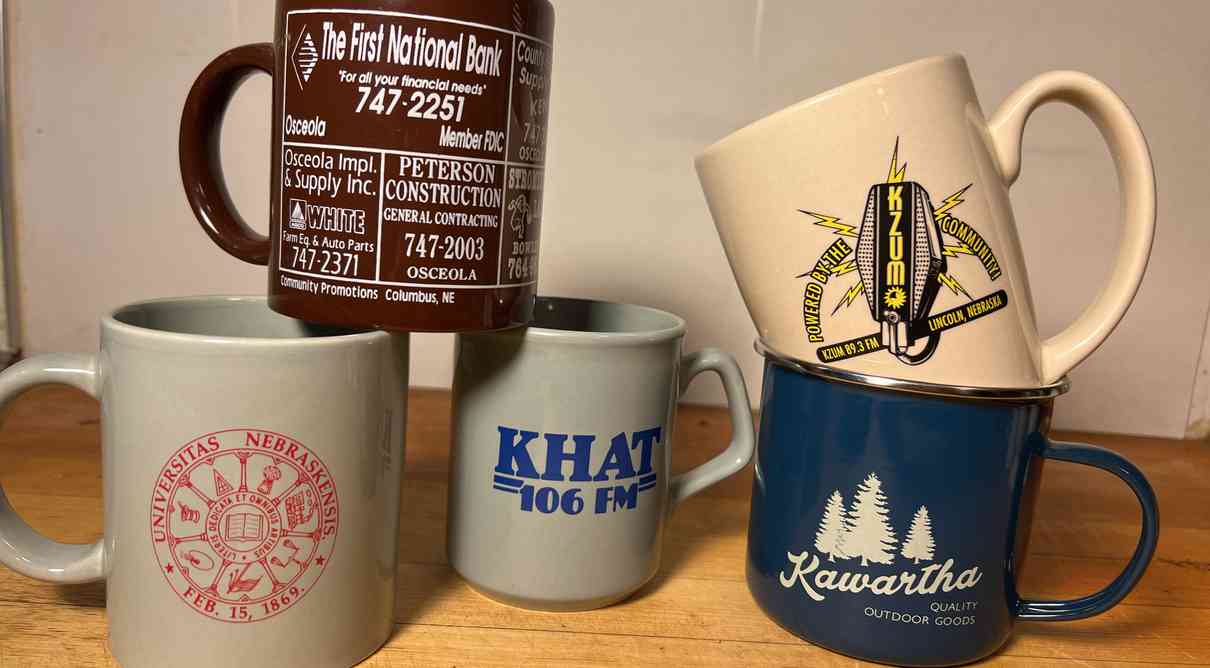 The First National Bank
"For all your financial needs"
747-2251
Osceola
Member FDIC
Osceola Impl.
& Supply Inc.
WHITE
Farm Eq. & Auto Parts
747-2371
PETERSON
CONSTRUCTION
GENERAL CONTRACTING
747-2003
OSCEOLA
Community Promotions Columbus, NE
KZUM
POWERED BY THE
COMMUNITY
KZUM 89.3 FM
LINCOLN, NEBRASKA
UNIVERSITAS NEBRASKENSIS
FEB. 15, 1869.
LITERIS DEDICATA ET OMNIBUS ARTIBUS
KHAT
106 FM
Kawartha
QUALITY
OUTDOOR GOODS